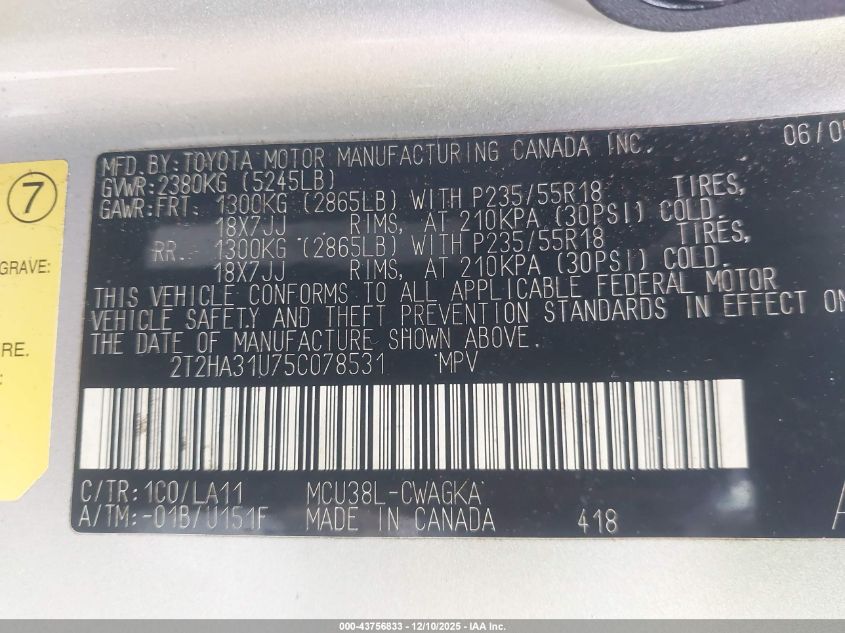 06/05
MFD. BY: TOYOTA MOTOR MANUFACTURING CANADA INC.
GVWR: 2380KG (5245LB)
GAWR: FRT. 1300KG (2865LB) WITH P235/55R18 TIRES,
18X7JJ RIMS, AT 210KPA (30PSI) COLD.
RR. 1300KG (2865LB) WITH P235/55R18 TIRES,
18X7JJ RIMS, AT 210KPA (30PSI) COLD.
THIS VEHICLE CONFORMS TO ALL APPLICABLE FEDERAL MOTOR
VEHICLE SAFETY AND THEFT PREVENTION STANDARDS IN EFFECT ON
THE DATE OF MANUFACTURE SHOWN ABOVE.
2T2HA31U75C078531 MPV
C/TR: 1C0/LA11 MCU38L-CWAGKA
A/TM: -01B/U151F MADE IN CANADA 418
7
GRAVE:
RE.
000-43756833 – 12/10/2025 – IAA Inc.